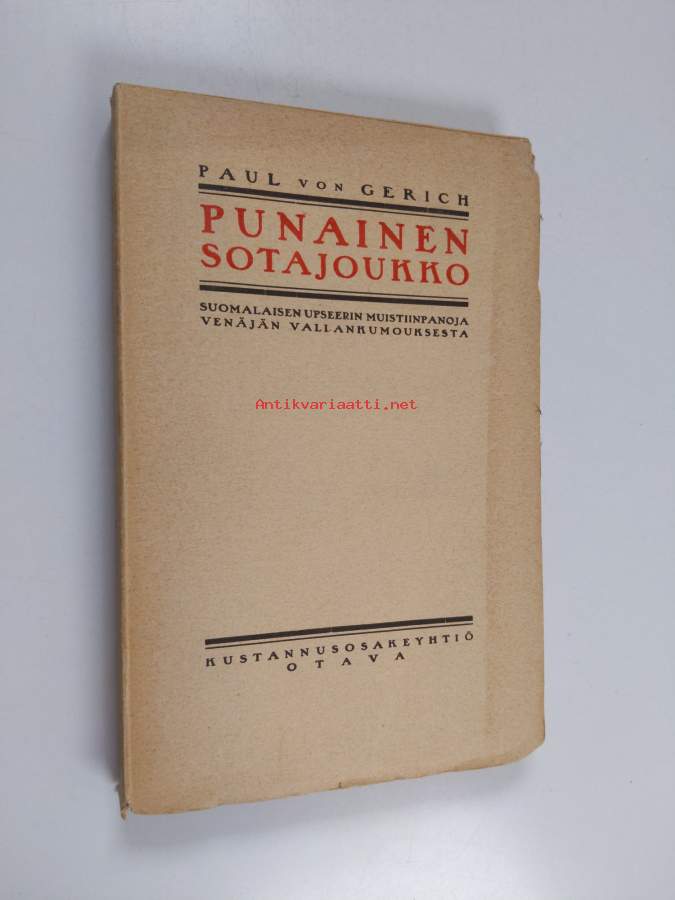 PAUL VON GERICH
PUNAINEN
SOTAJOUKKO
SUOMALAISEN UPSEERIN MUISTIINPANOJA
VENÄJÄN VALLANKUMOUKSESTA
Antikvariaatti.net
KUSTANNUSOSAKEYHTIÖ
OTAVA